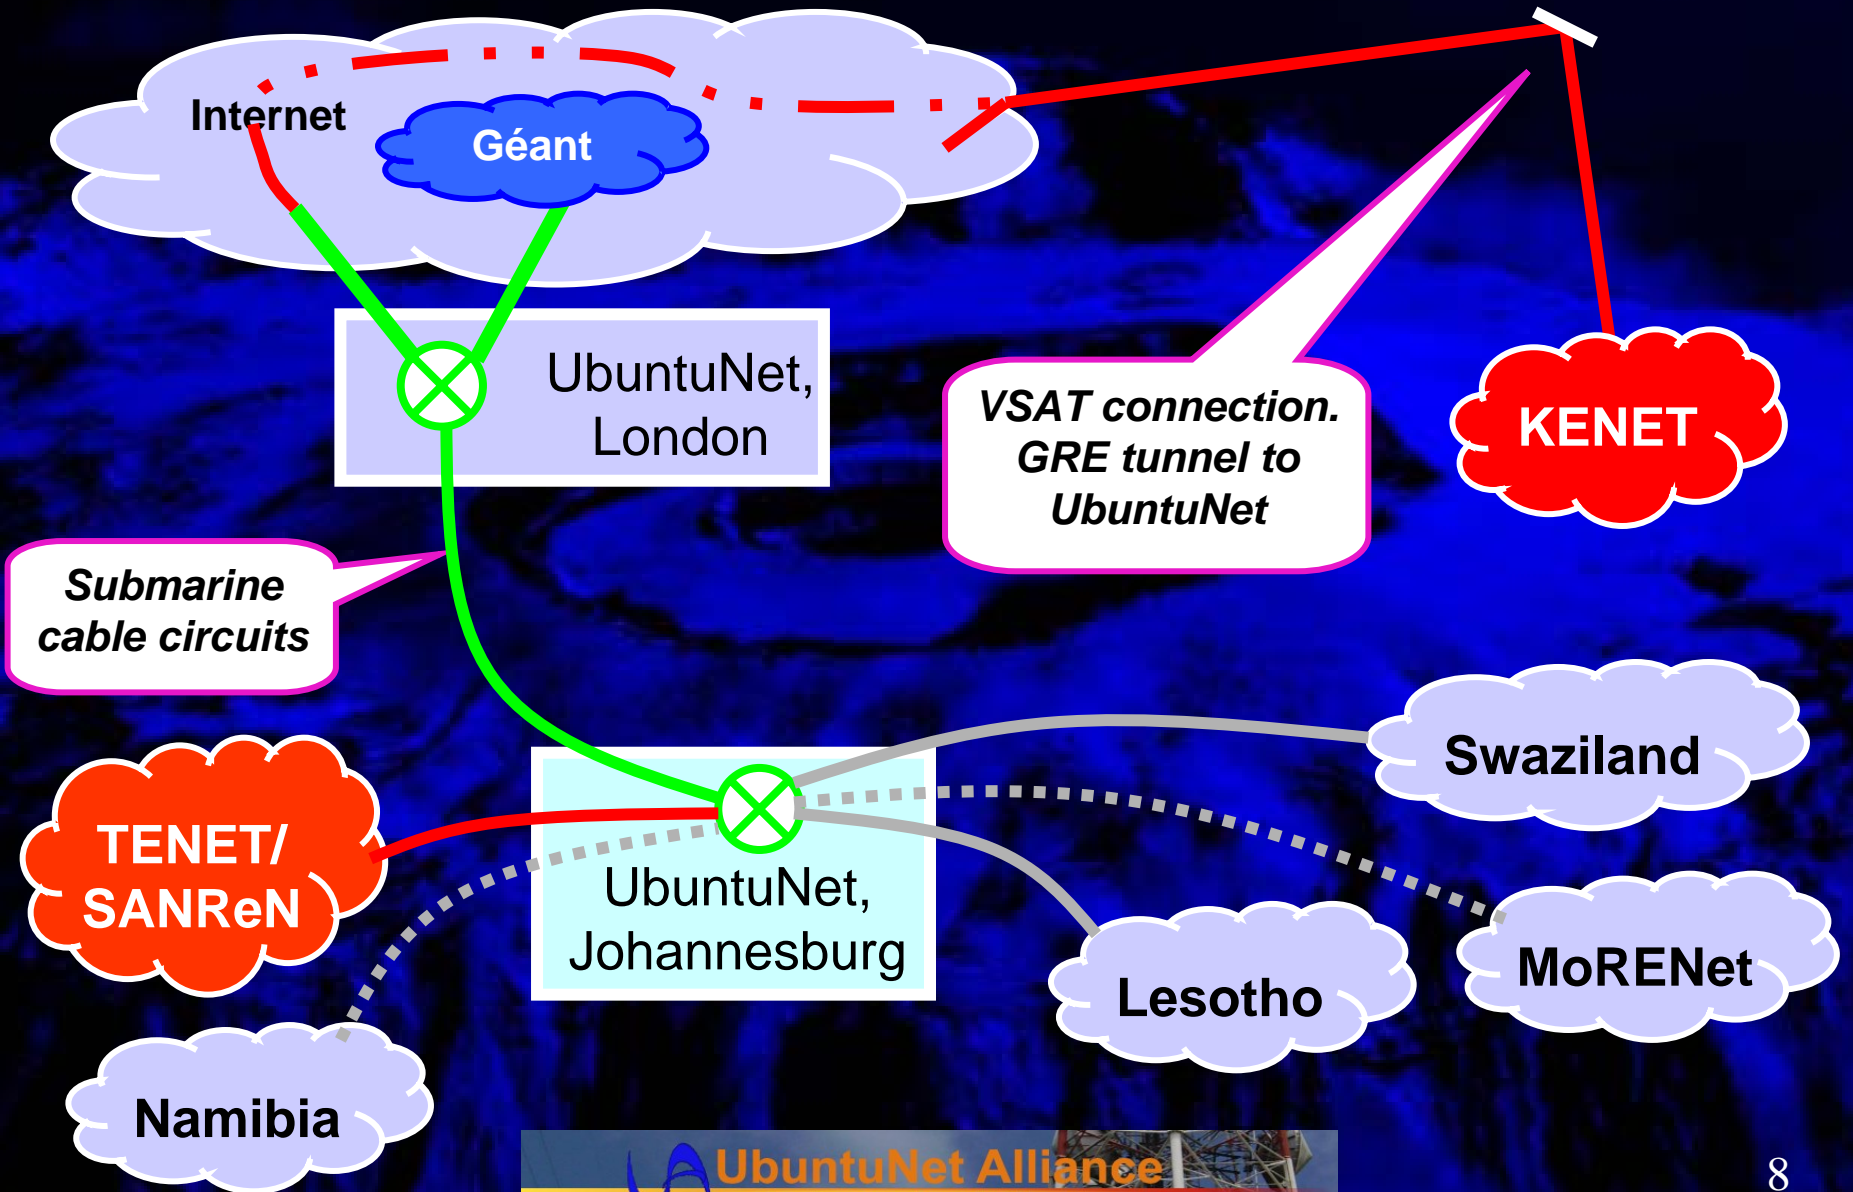 Internet
Géant
UbuntuNet,
London
VSAT connection.
GRE tunnel to
UbuntuNet
KENET
Submarine
cable circuits
Swaziland
TENET/
SANReN
UbuntuNet,
Johannesburg
MoRENet
Lesotho
Namibia
UbuntuNet Alliance
8